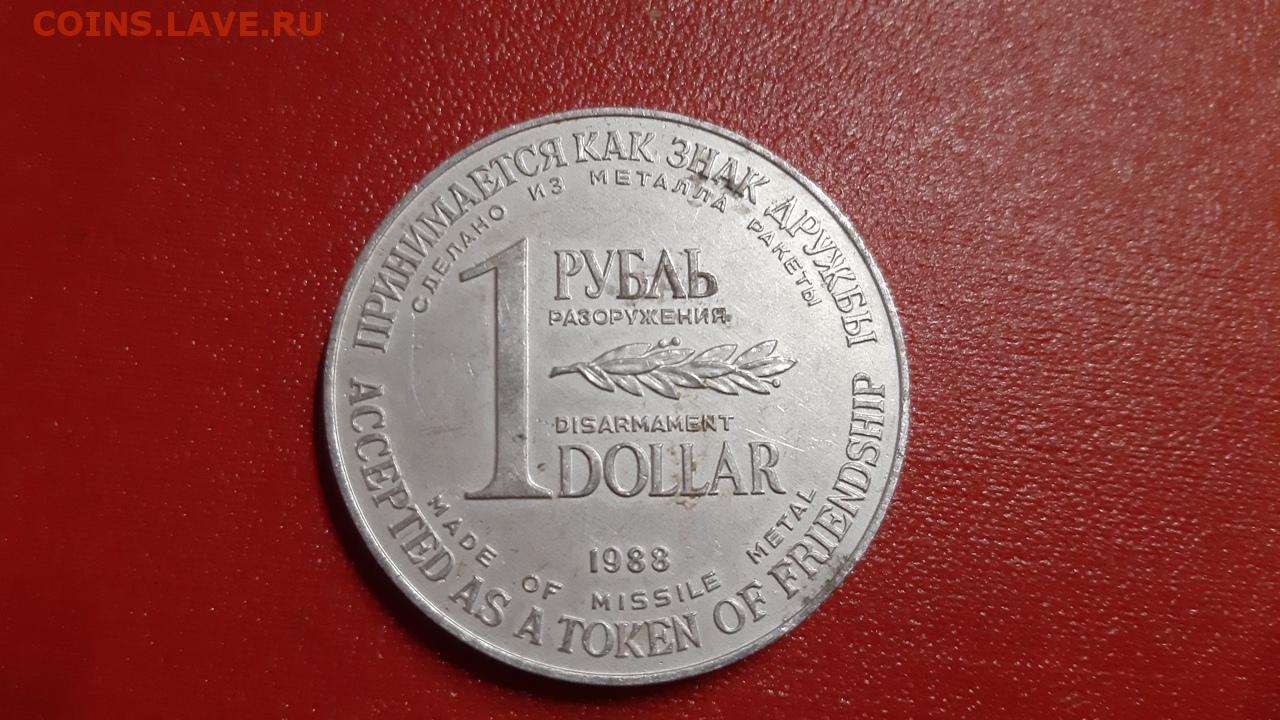 COINS.LAVE.RU
ПРИНИМАЕТСЯ КАК ЗНАК ДРУЖБЫ
СДЕЛАНО ИЗ МЕТАЛЛА РАКЕТЫ
1 РУБЛЬ
РАЗОРУЖЕНИЯ
DISARMAMENT
DOLLAR
1988
MADE OF MISSILE METAL
ACCEPTED AS A TOKEN OF FRIENDSHIP